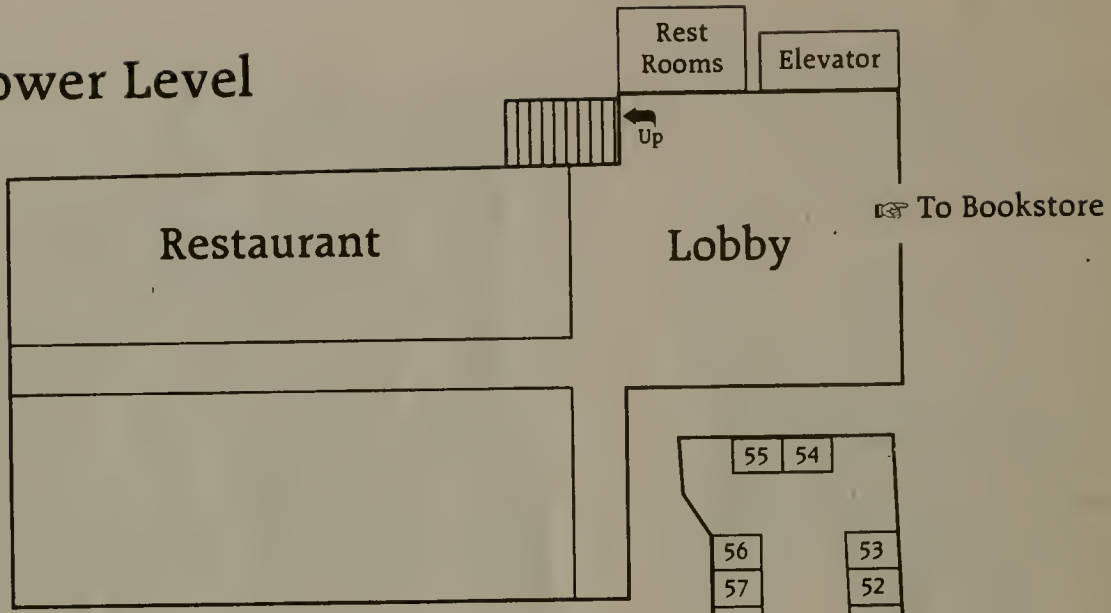 ower Level
Rest
Rooms
Elevator
Up
To Bookstore
Restaurant
Lobby
55 54
56 53
57 52